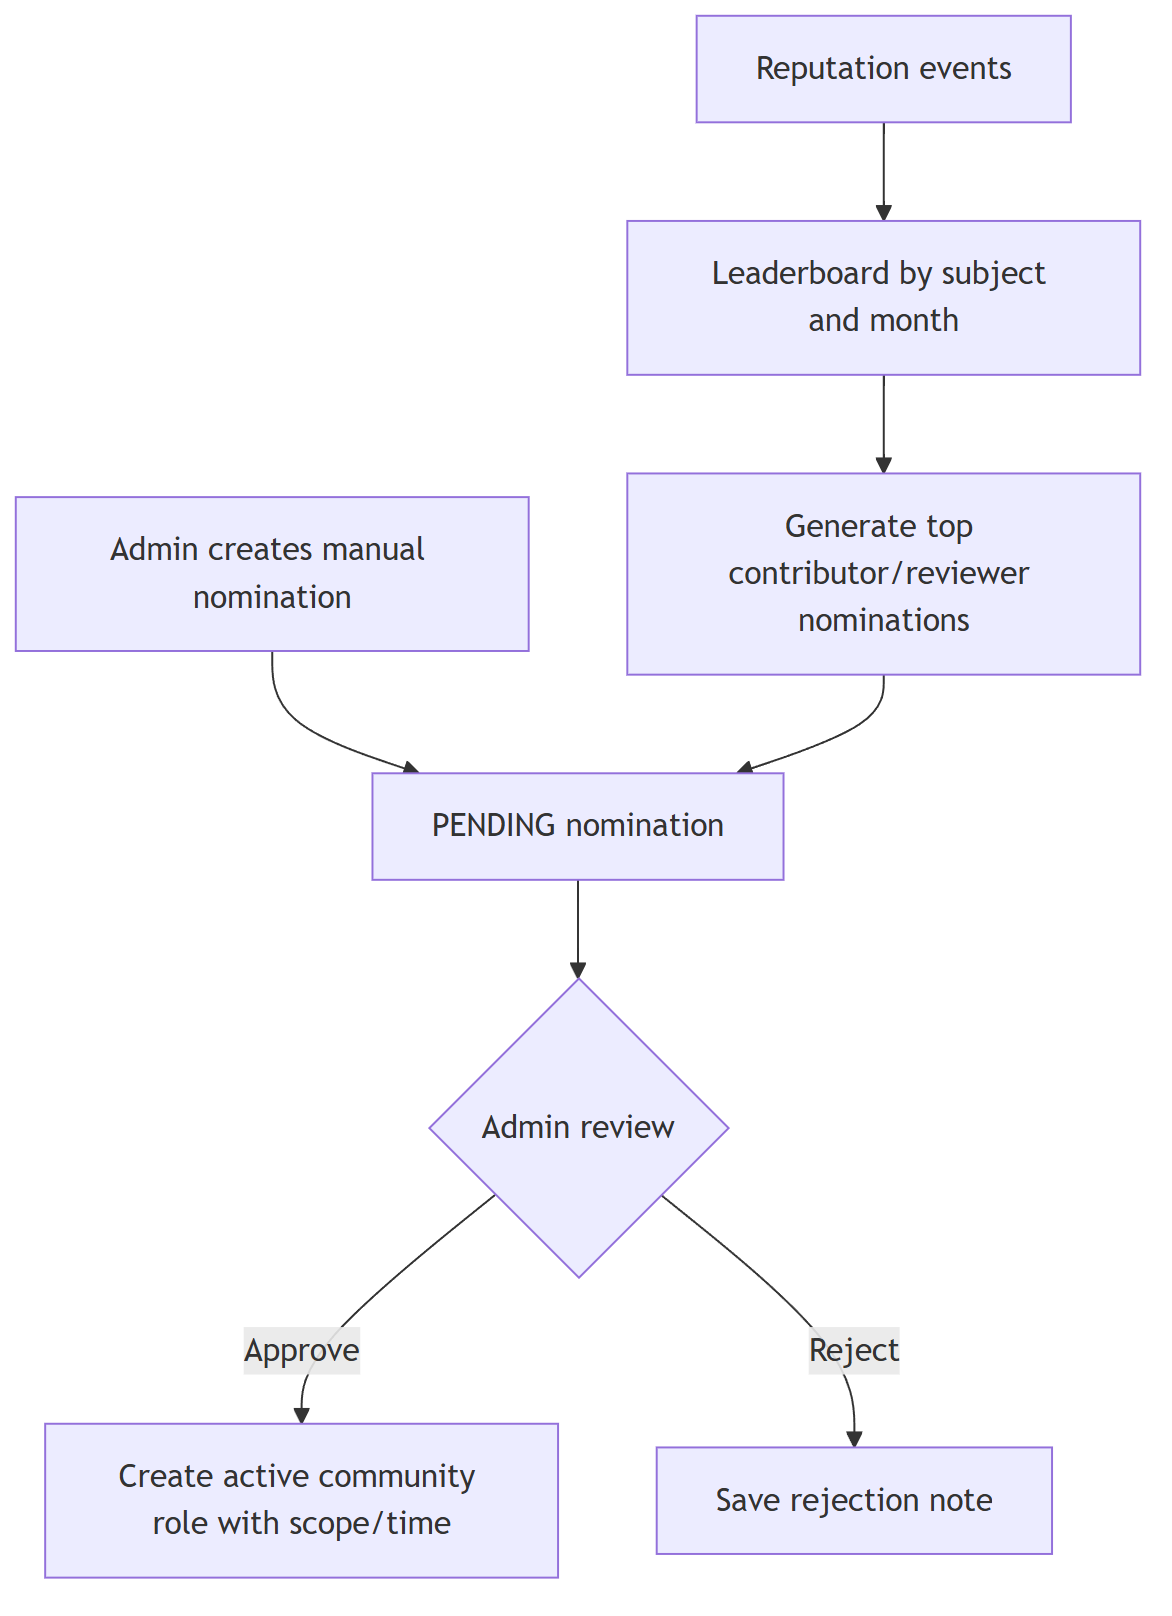 Reputation events
Leaderboard by subject
and month
Admin creates manual
nomination
Generate top
contributor/reviewer
nominations
PENDING nomination
Admin review
Approve
Reject
Create active community
role with scope/time
Save rejection note